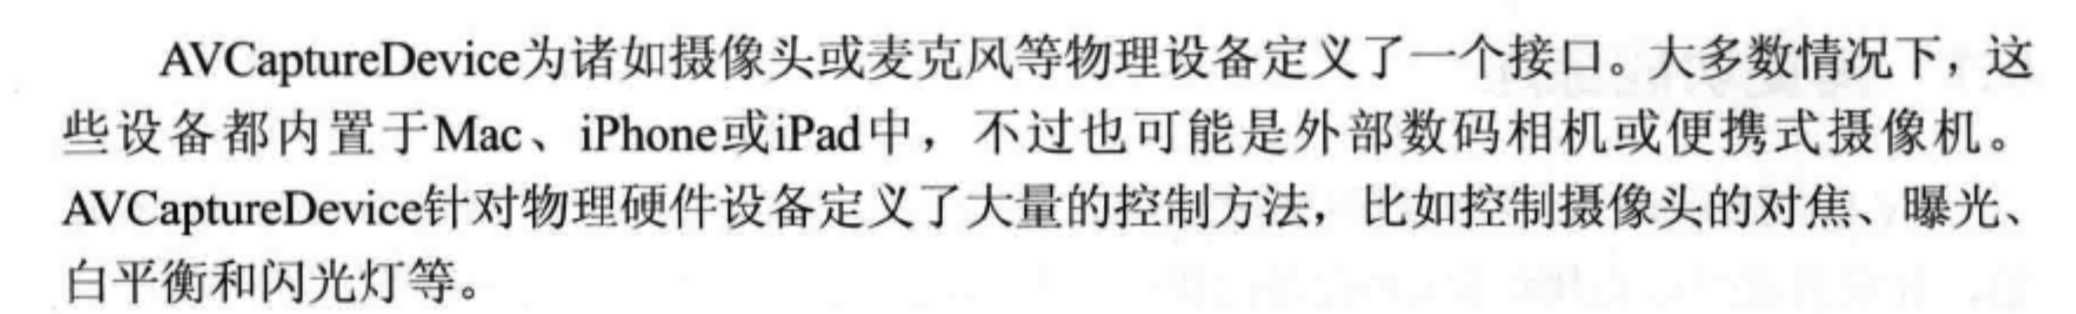 AVCaptureDevice为诸如摄像头或麦克风等物理设备定义了一个接口。大多数情况下，这
些设备都内置于Mac、iPhone或iPad中，不过也可能是外部数码相机或便携式摄像机。
AVCaptureDevice针对物理硬件设备定义了大量的控制方法，比如控制摄像头的对焦、曝光、
白平衡和闪光灯等。